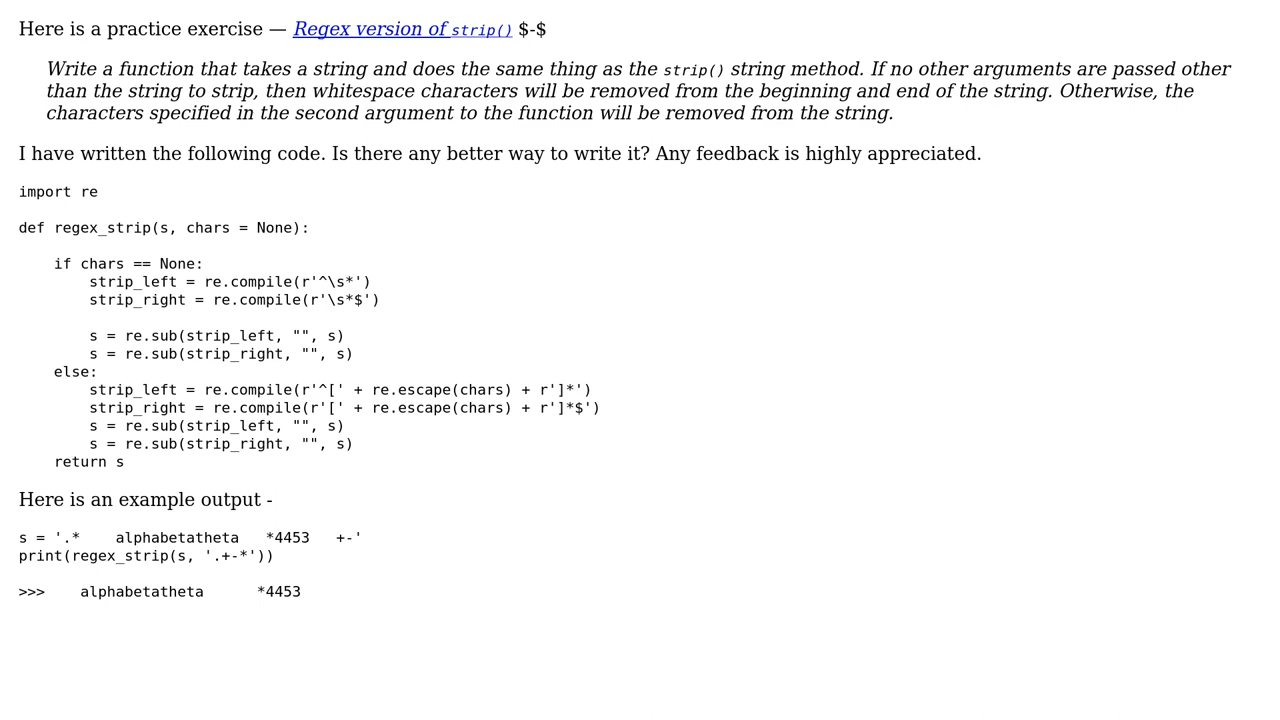 Here is a practice exercise — Regex version of strip() $-$
Write a function that takes a string and does the same thing as the strip() string method. If no other arguments are passed other
than the string to strip, then whitespace characters will be removed from the beginning and end of the string. Otherwise, the
characters specified in the second argument to the function will be removed from the string.
I have written the following code. Is there any better way to write it? Any feedback is highly appreciated.
import re
def regex_strip(s, chars = None):
    if chars == None:
        strip_left = re.compile(r'^\s*')
        strip_right = re.compile(r'\s*$')
        s = re.sub(strip_left, "", s)
        s = re.sub(strip_right, "", s)
    else:
        strip_left = re.compile(r'^[' + re.escape(chars) + r']*')
        strip_right = re.compile(r'[' + re.escape(chars) + r']*$')
        s = re.sub(strip_left, "", s)
        s = re.sub(strip_right, "", s)
    return s
Here is an example output -
s = '.*    alphabetatheta   *4453   +-'
print(regex_strip(s, '.+-*'))
>>>    alphabetatheta      *4453